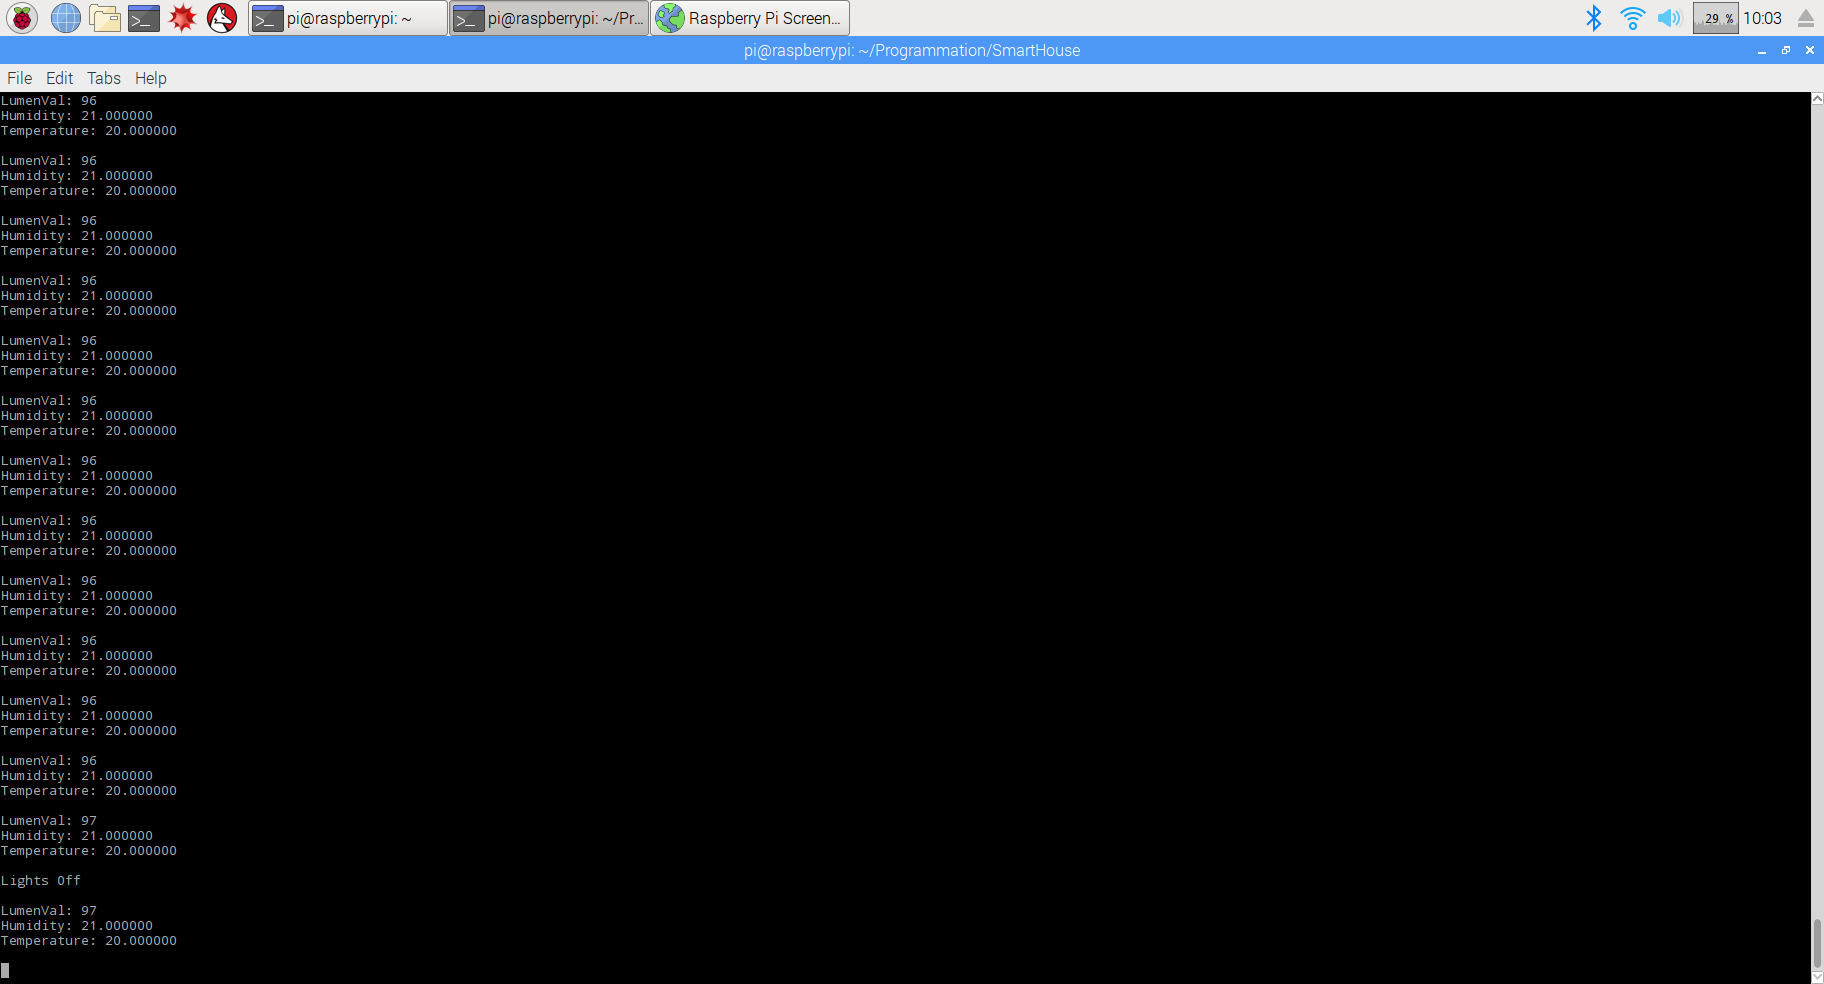 pi@raspberrypi: ~
pi@raspberrypi: ~/Pr...
Raspberry Pi Screen...
29 %
10:03
pi@raspberrypi: ~/Programmation/SmartHouse
File Edit Tabs Help
LumenVal: 96
Humidity: 21.000000
Temperature: 20.000000
LumenVal: 96
Humidity: 21.000000
Temperature: 20.000000
LumenVal: 96
Humidity: 21.000000
Temperature: 20.000000
LumenVal: 96
Humidity: 21.000000
Temperature: 20.000000
LumenVal: 96
Humidity: 21.000000
Temperature: 20.000000
LumenVal: 96
Humidity: 21.000000
Temperature: 20.000000
LumenVal: 96
Humidity: 21.000000
Temperature: 20.000000
LumenVal: 96
Humidity: 21.000000
Temperature: 20.000000
LumenVal: 96
Humidity: 21.000000
Temperature: 20.000000
LumenVal: 96
Humidity: 21.000000
Temperature: 20.000000
LumenVal: 96
Humidity: 21.000000
Temperature: 20.000000
LumenVal: 96
Humidity: 21.000000
Temperature: 20.000000
LumenVal: 97
Humidity: 21.000000
Temperature: 20.000000
Lights Off
LumenVal: 97
Humidity: 21.000000
Temperature: 20.000000